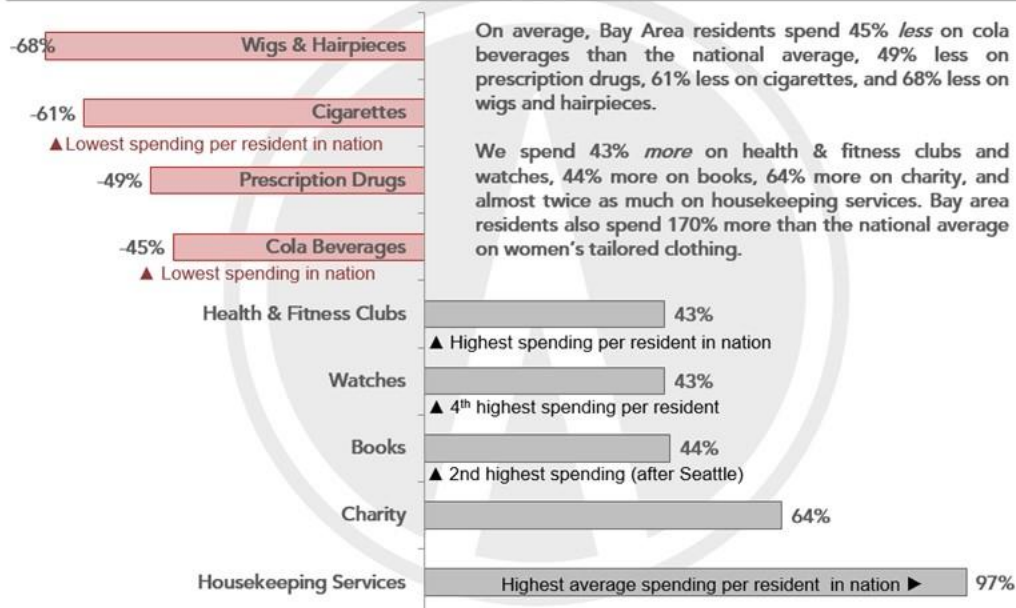 -68%
Wigs & Hairpieces
-61%
Cigarettes
▲Lowest spending per resident in nation
-49%
Prescription Drugs
-45%
Cola Beverages
▲ Lowest spending in nation
On average, Bay Area residents spend 45% less on cola
beverages than the national average, 49% less on
prescription drugs, 61% less on cigarettes, and 68% less on
wigs and hairpieces.
We spend 43% more on health & fitness clubs and
watches, 44% more on books, 64% more on charity, and
almost twice as much on housekeeping services. Bay area
residents also spend 170% more than the national average
on women's tailored clothing.
Health & Fitness Clubs
43%
▲ Highest spending per resident in nation
Watches
43%
▲ 4th highest spending per resident
Books
44%
▲ 2nd highest spending (after Seattle)
Charity
64%
Housekeeping Services
Highest average spending per resident in nation ►
97%